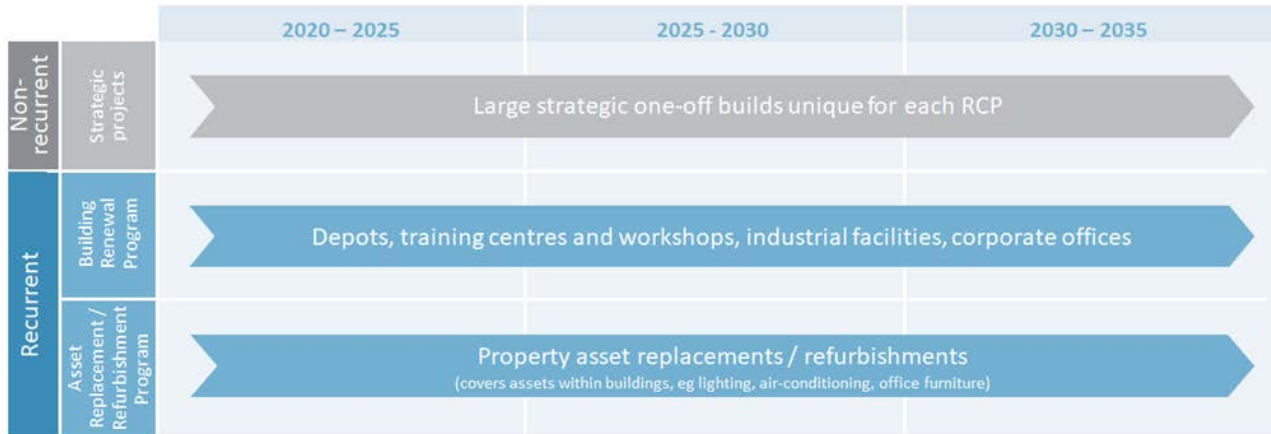 2020 – 2025
2025 - 2030
2030 – 2035
Non-
recurrent
Strategic
projects
Large strategic one-off builds unique for each RCP
Recurrent
Building
Renewal
Program
Depots, training centres and workshops, industrial facilities, corporate offices
Asset
Replacement /
Refurbishment
Program
Property asset replacements / refurbishments
(covers assets within buildings, eg lighting, air-conditioning, office furniture)